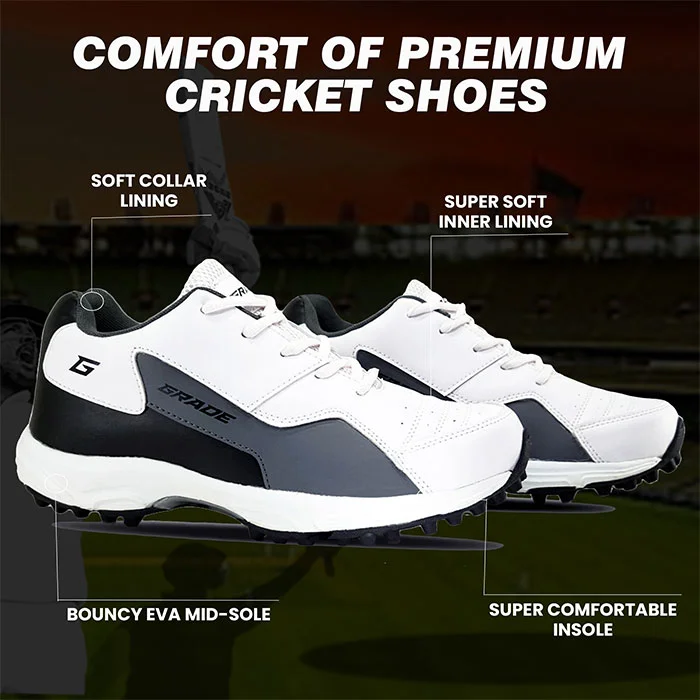 COMFORT OF PREMIUM
CRICKET SHOES
SOFT COLLAR
LINING
SUPER SOFT
INNER LINING
GRADE
G
GRADE
BOUNCY EVA MID-SOLE
SUPER COMFORTABLE
INSOLE